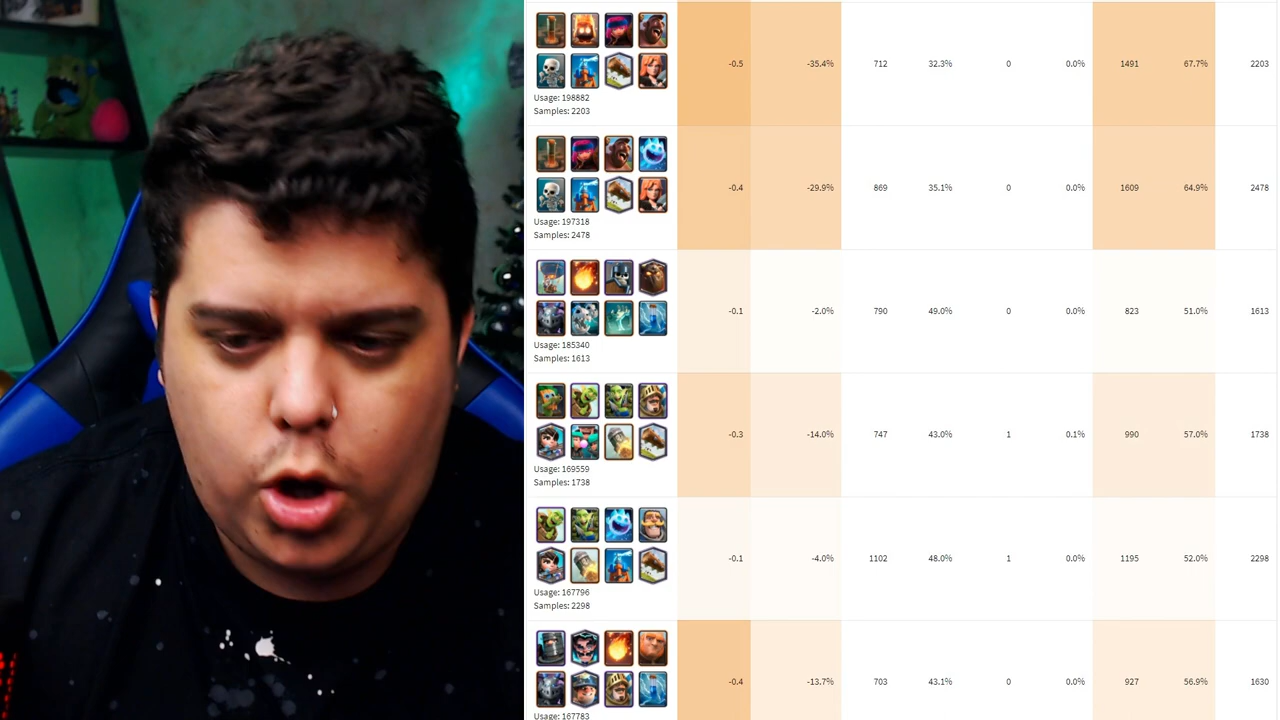 -0.5 -35.4% 712 32.3% 0 0.0% 1491 67.7% 2203
Usage: 198882
Samples: 2203
-0.4 -29.9% 869 35.1% 0 0.0% 1609 64.9% 2478
Usage: 197318
Samples: 2478
-0.1 -2.0% 790 49.0% 0 0.0% 823 51.0% 1613
Usage: 185340
Samples: 1613
-0.3 -14.0% 747 43.0% 1 0.1% 990 57.0% 1738
Usage: 169559
Samples: 1738
-0.1 -4.0% 1102 48.0% 1 0.0% 1195 52.0% 2298
Usage: 167796
Samples: 2298
-0.4 -13.7% 703 43.1% 0 0.0% 927 56.9% 1630
Usage: 167783